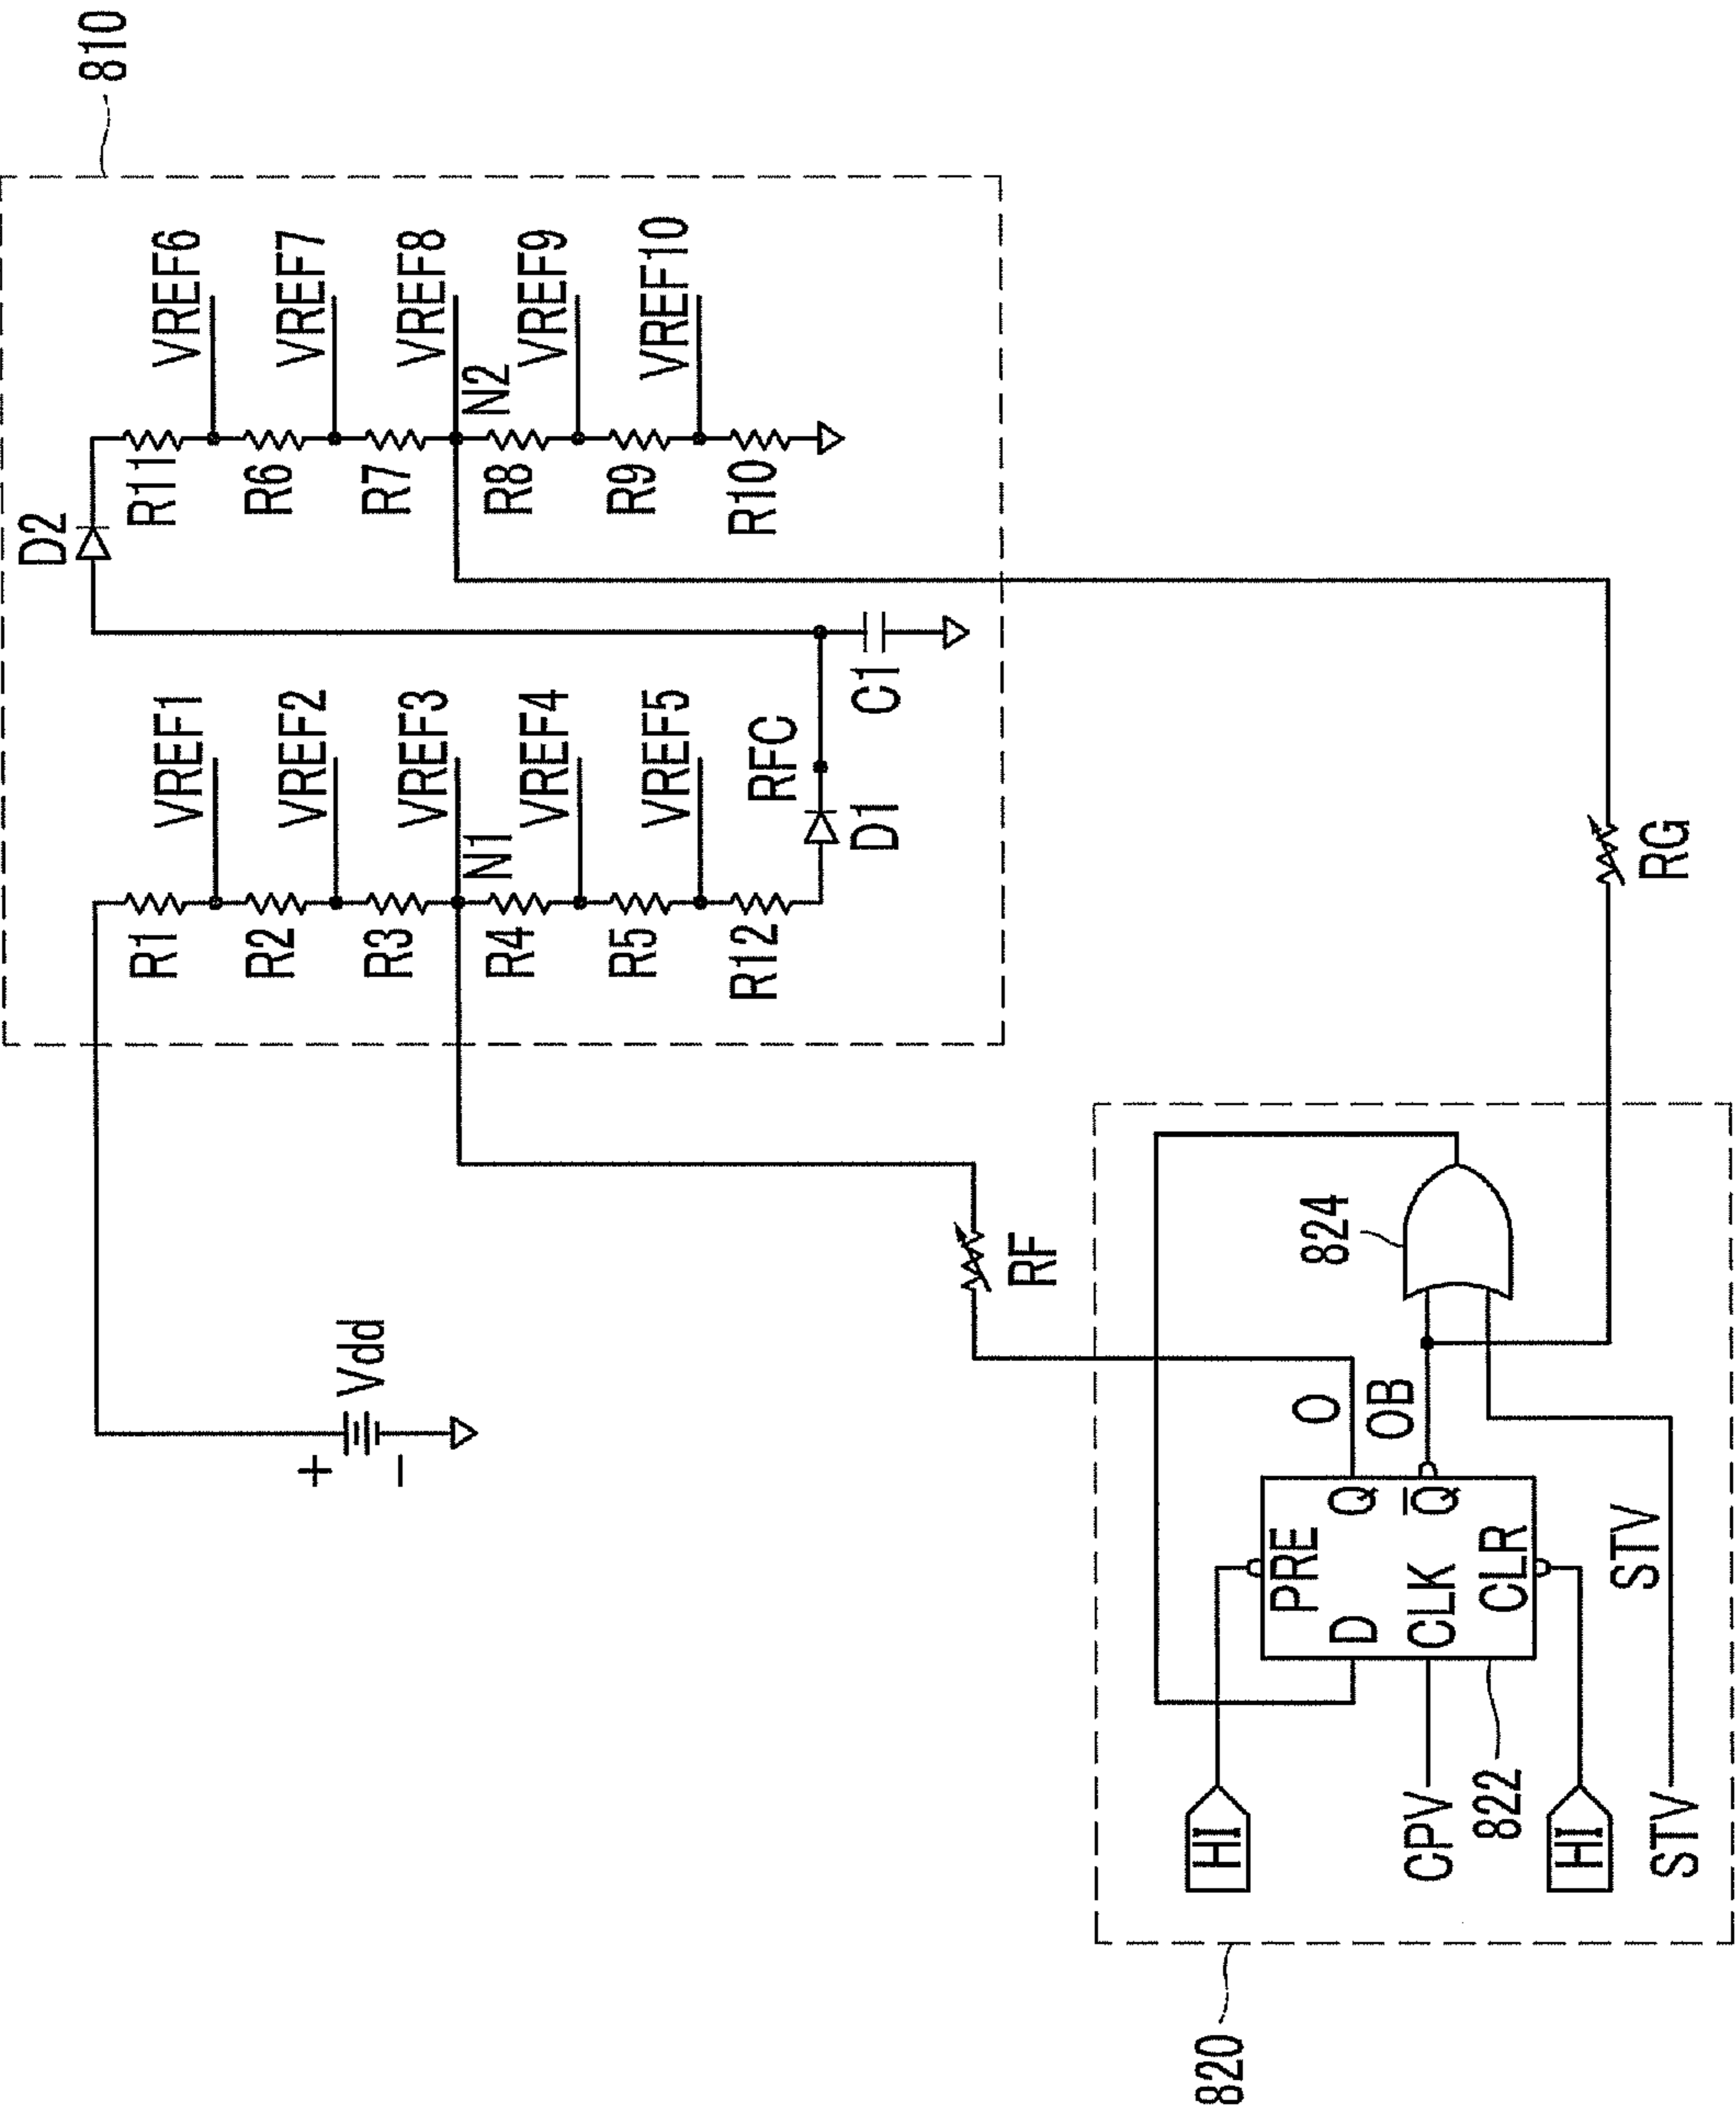 810
D2
R11
VREF6
R6
VREF7
R7
VREF8
N2
R8
VREF9
R9
VREF10
R10
R1
VREF1
R2
VREF2
R3
VREF3
N1
R4
VREF4
R5
VREF5
R12
RFC
D1
C1
+
Vdd
−
RF
RG
820
HI
PRE
D
Q
O
CPV
CLK
Q̅
OB
824
822
CLR
HI
STV
STV